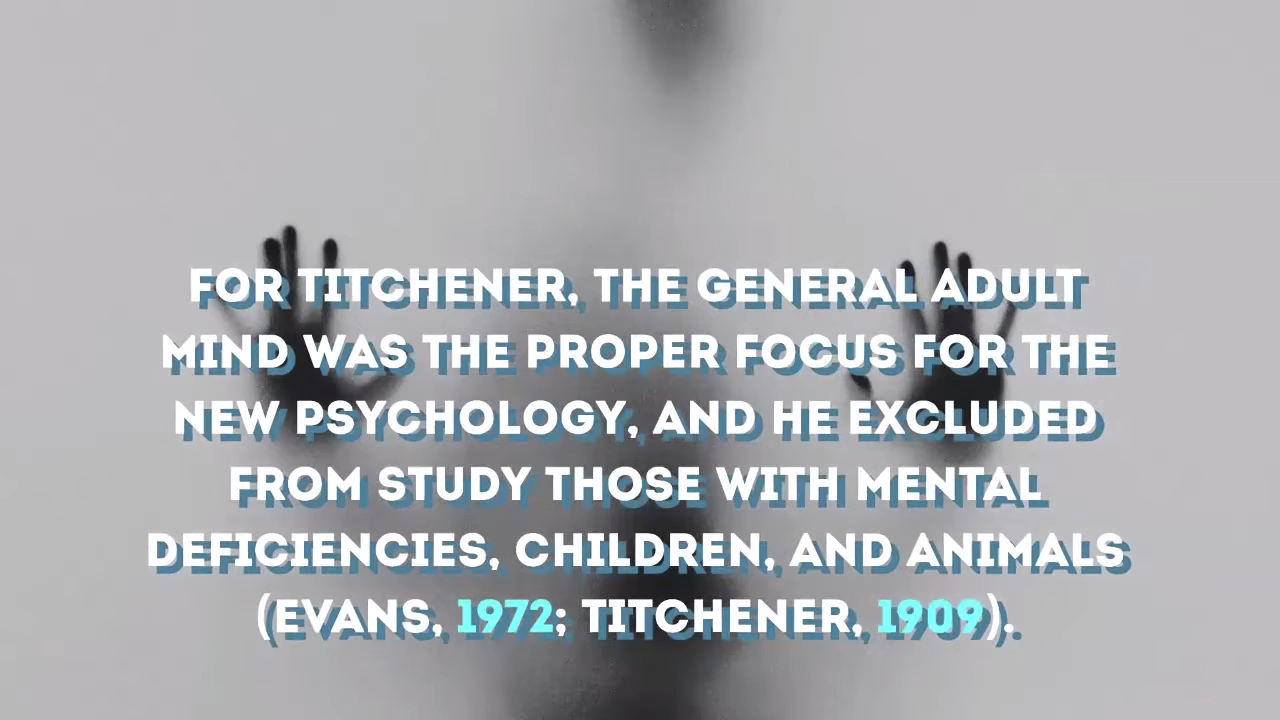 FOR TITCHENER, THE GENERAL ADULT
MIND WAS THE PROPER FOCUS FOR THE
NEW PSYCHOLOGY, AND HE EXCLUDED
FROM STUDY THOSE WITH MENTAL
DEFICIENCIES, CHILDREN, AND ANIMALS
(EVANS, 1972; TITCHENER, 1909).